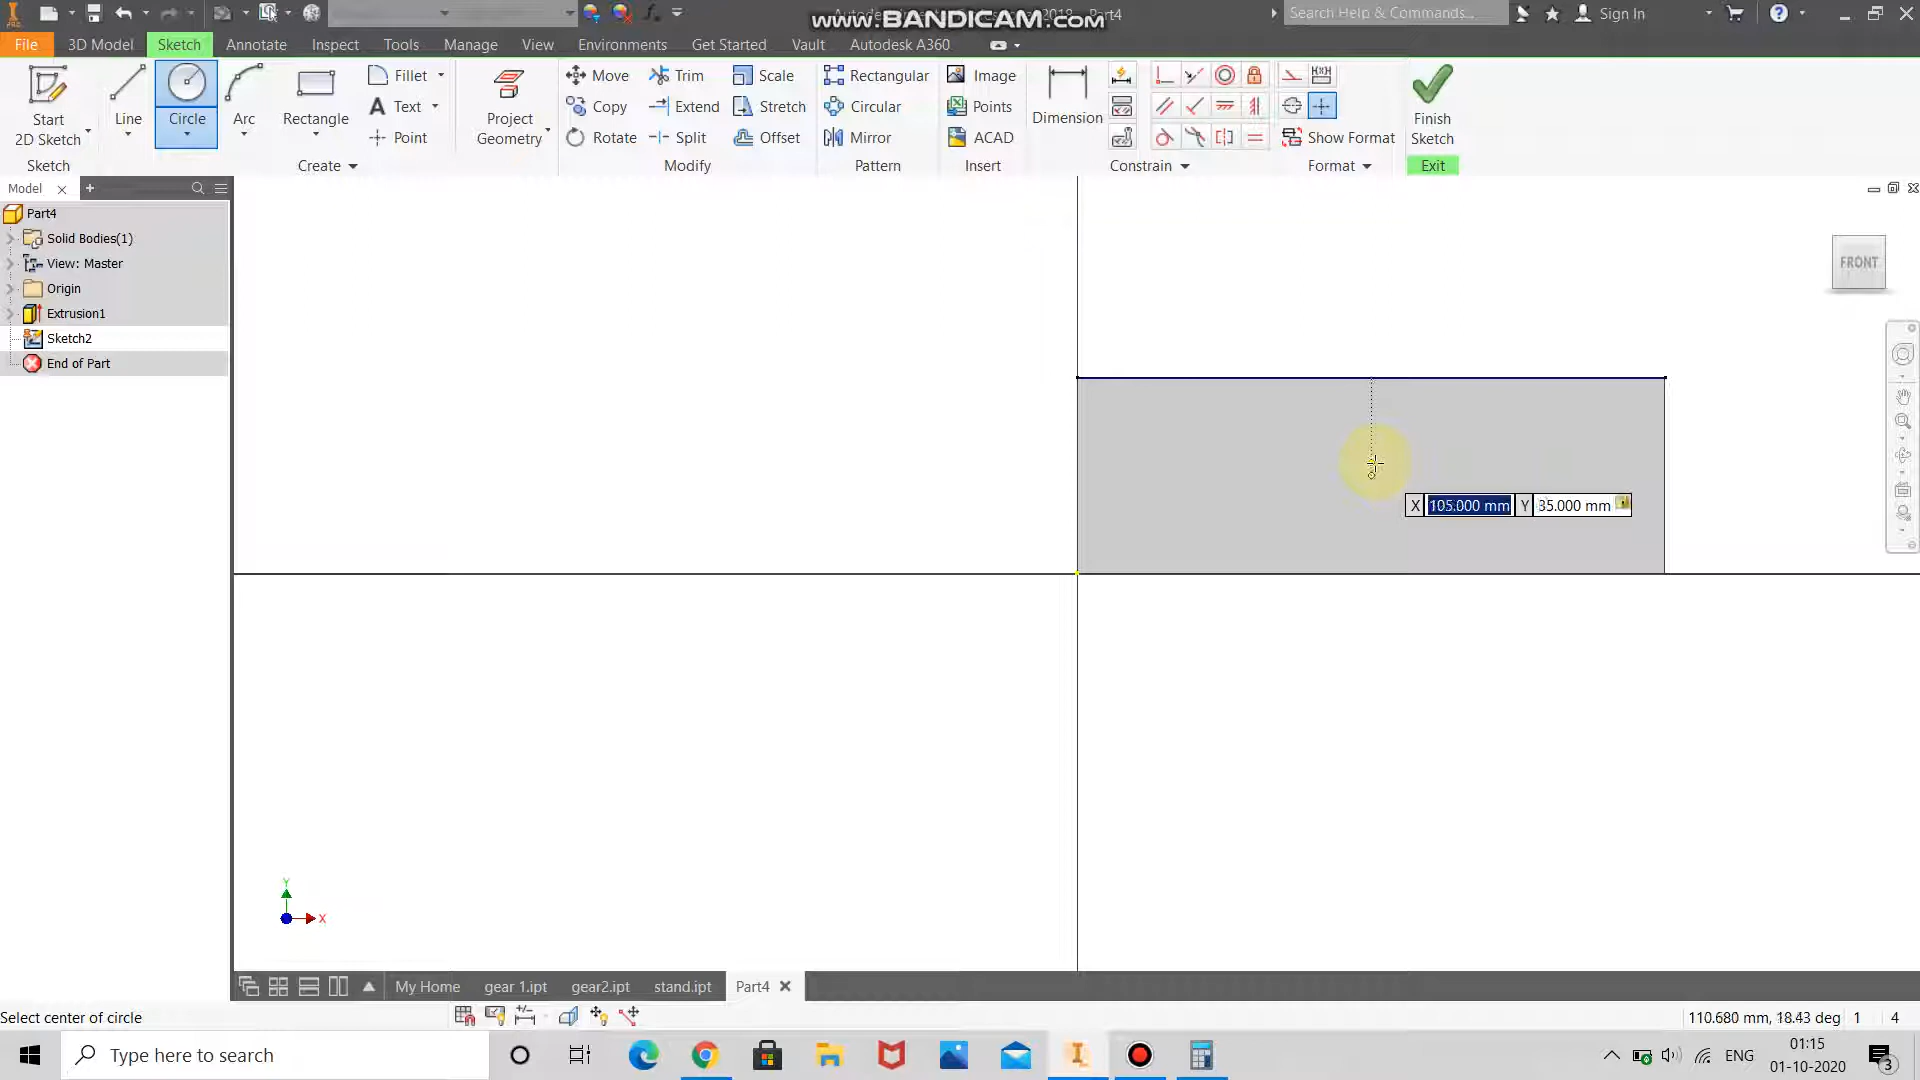 www.BANDICAM.com
2018 Part4
Search Help & Commands...
Sign In
File 3D Model Sketch Annotate Inspect Tools Manage View Environments Get Started Vault Autodesk A360
Start 2D Sketch
Line
Circle
Arc
Rectangle
Fillet
Text
Point
Project Geometry
Move
Copy
Rotate
Trim
Extend
Split
Scale
Stretch
Offset
Rectangular
Circular
Mirror
Image
Points
ACAD
Dimension
Show Format
Finish Sketch
Sketch Create Modify Pattern Insert Constrain Format Exit
Model
Part4
Solid Bodies(1)
View: Master
Origin
Extrusion1
Sketch2
End of Part
FRONT
X 105.000 mm Y 35.000 mm
Y
X
My Home gear 1.ipt gear2.ipt stand.ipt Part4
Select center of circle
110.680 mm, 18.43 deg 1 4
Type here to search
ENG
01:15
01-10-2020
3